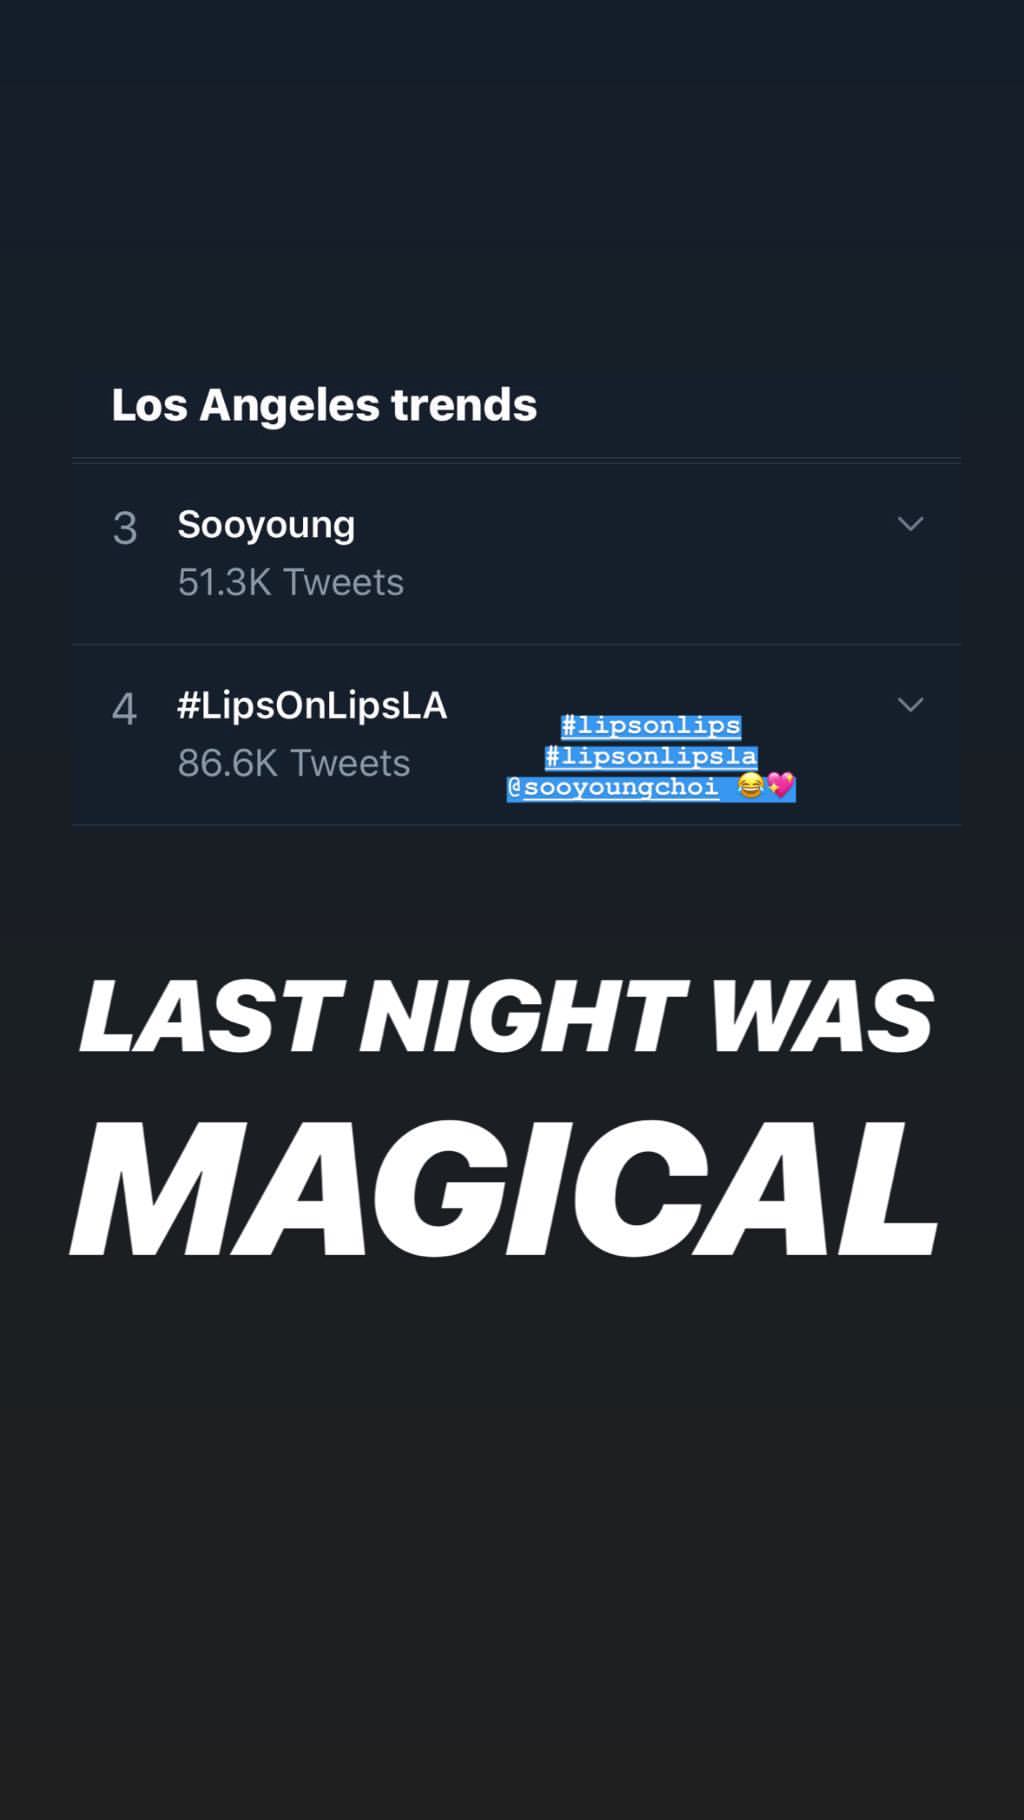 Los Angeles trends
3 Sooyoung
51.3K Tweets
4 #LipsOnLipsLA
86.6K Tweets
#lipsonlips
#lipsonlipsla
@sooyoungchoi 😂💖
LAST NIGHT WAS
MAGICAL